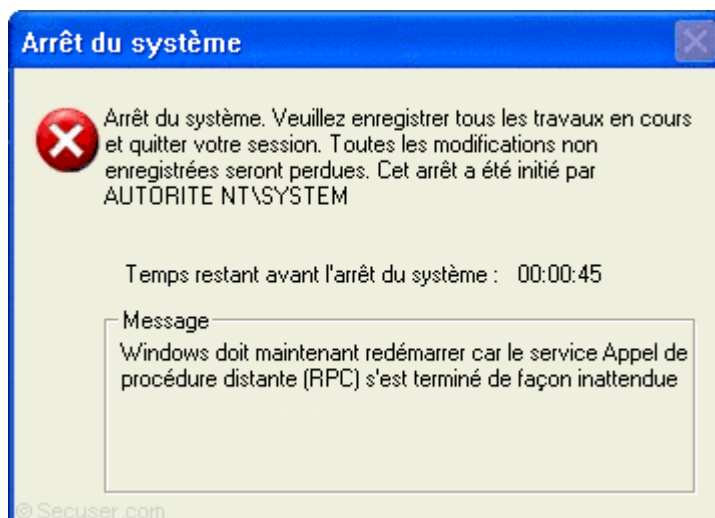 Arrêt du système
Arrêt du système. Veuillez enregistrer tous les travaux en cours
et quitter votre session. Toutes les modifications non
enregistrées seront perdues. Cet arrêt a été initié par
AUTORITE NT\SYSTEM
Temps restant avant l'arrêt du système : 00:00:45
Message
Windows doit maintenant redémarrer car le service Appel de
procédure distante (RPC) s'est terminé de façon inattendue
© Secuser.com